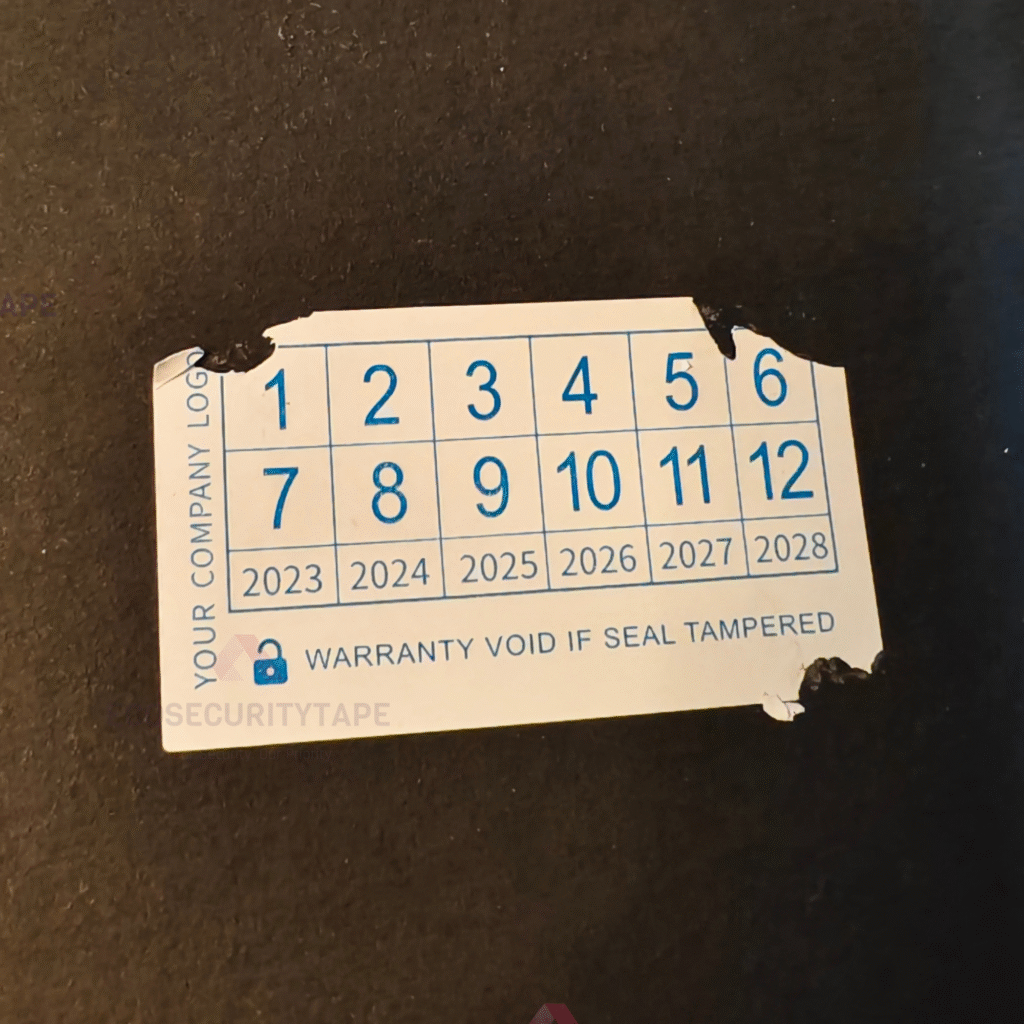 YOUR COMPANY LOGO
1 2 3 4 5 6
7 8 9 10 11 12
2023 2024 2025 2026 2027 2028
WARRANTY VOID IF SEAL TAMPERED
SECURITYTAPE